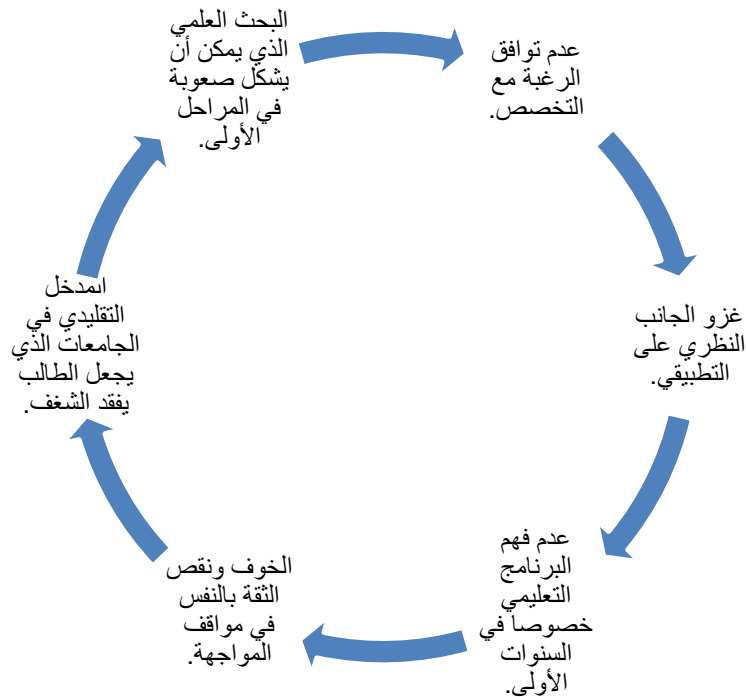 البحث العلمي
الذي يمكن أن
يشكل صعوبة
في المراحل
الأولى.
عدم توافق
الرغبة مع
التخصص.
غزو الجانب
النظري على
التطبيقي.
عدم فهم
البرنامج
التعليمي
خصوصا في
السنوات
الأولى.
الخوف ونقص
الثقة بالنفس
في مواقف
المواجهة.
المدخل
التقليدي في
الجامعات الذي
يجعل الطالب
يفقد الشغف.